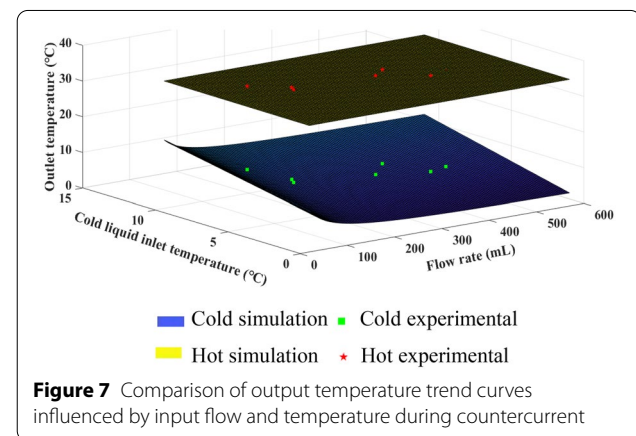 Outlet temperature (°C)
40
30
20
10
0
15
10
5
0
Cold liquid inlet temperature (°C)
0
100
200
300
400
500
600
Flow rate (mL)
Cold simulation
Cold experimental
Hot simulation
Hot experimental
Figure 7 Comparison of output temperature trend curves
influenced by input flow and temperature during countercurrent